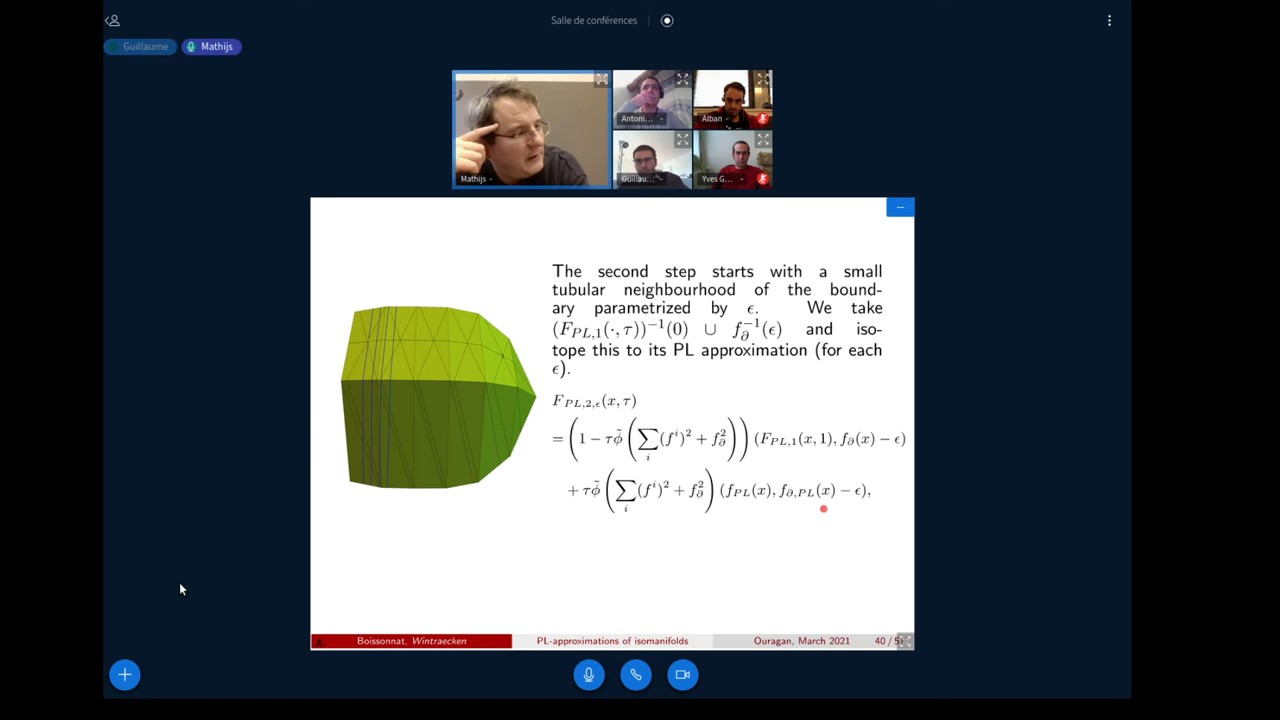 Salle de conférences
Guillaume
Mathijs
Mathijs
Antoni...
Alban
Guillau...
Yves G...
The second step starts with a small
tubular neighbourhood of the bound-
ary parametrized by ϵ. We take
(F_{PL,1}(·, τ))^{−1}(0) ∪ f_∂^{−1}(ϵ) and iso-
tope this to its PL approximation (for each
ϵ).
F_{PL,2,ϵ}(x, τ)
= (1 − τφ̃(∑_i (f^i)^2 + f_∂^2)) (F_{PL,1}(x, 1), f_∂(x) − ϵ)
+ τφ̃(∑_i (f^i)^2 + f_∂^2) (f_{PL}(x), f_{∂,PL}(x) − ϵ),
Boissonnat, Wintraecken
PL-approximations of isomanifolds
Ouragan, March 2021
40 / 5